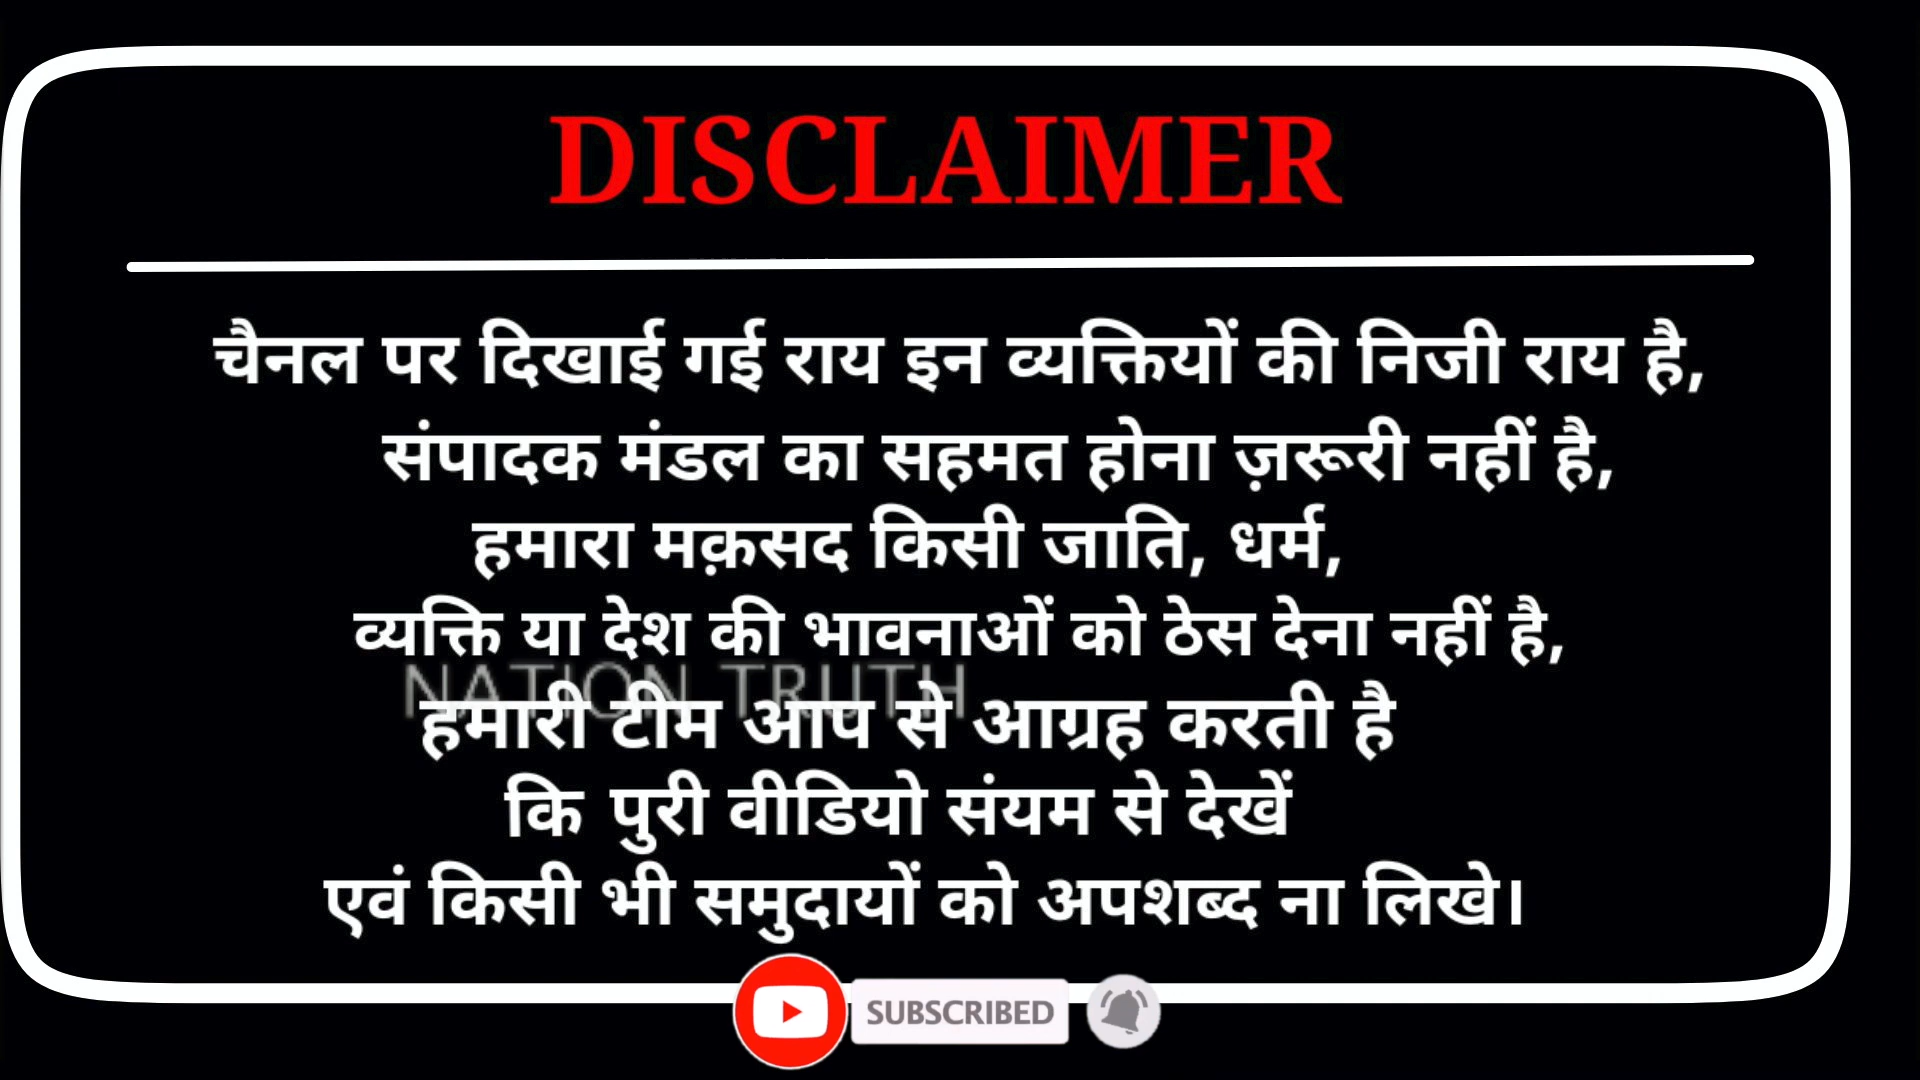 DISCLAIMER
चैनल पर दिखाई गई राय इन व्यक्तियों की निजी राय है,
संपादक मंडल का सहमत होना ज़रूरी नहीं है,
हमारा मक़सद किसी जाति, धर्म,
व्यक्ति या देश की भावनाओं को ठेस देना नहीं है,
NATION TRUTH
हमारी टीम आप से आग्रह करती है
कि पुरी वीडियो संयम से देखें
एवं किसी भी समुदायों को अपशब्द ना लिखे।
SUBSCRIBED